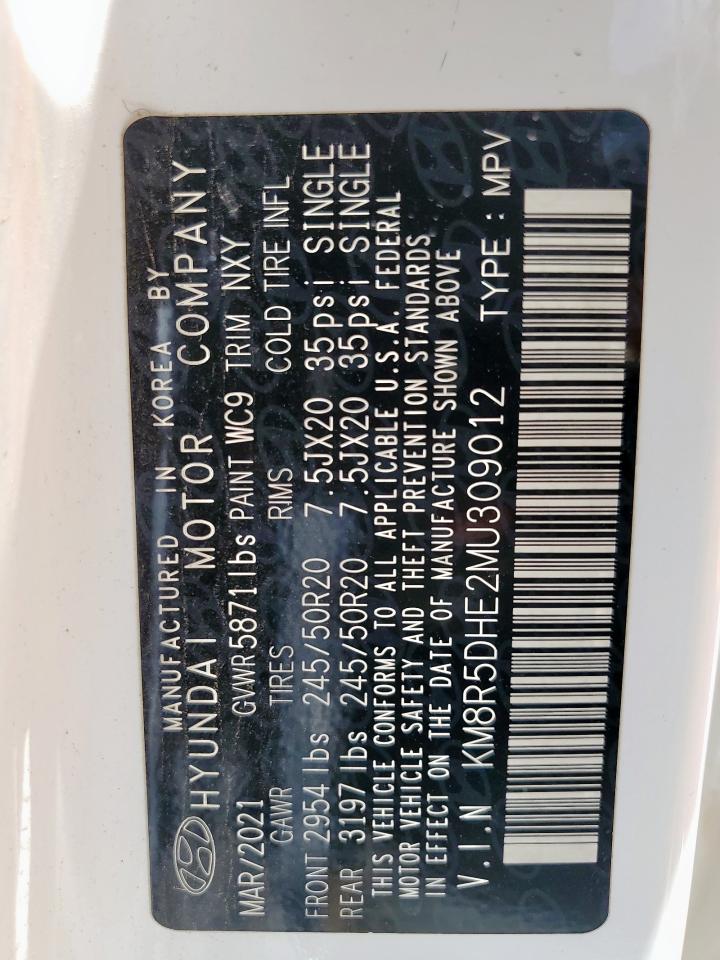 MANUFACTURED IN KOREA BY
HYUNDAI MOTOR COMPANY
MAR/2021 GVWR 5871lbs PAINT WC9 TRIM NXY
GAWR TIRES RIMS COLD TIRE INFL
FRONT 2954 lbs 245/50R20 7.5JX20 35psi SINGLE
REAR 3197 lbs 245/50R20 7.5JX20 35psi SINGLE
THIS VEHICLE CONFORMS TO ALL APPLICABLE U.S.A. FEDERAL
MOTOR VEHICLE SAFETY AND THEFT PREVENTION STANDARDS
IN EFFECT ON THE DATE OF MANUFACTURE SHOWN ABOVE
V.I.N KM8R5DHE2MU309012 TYPE : MPV